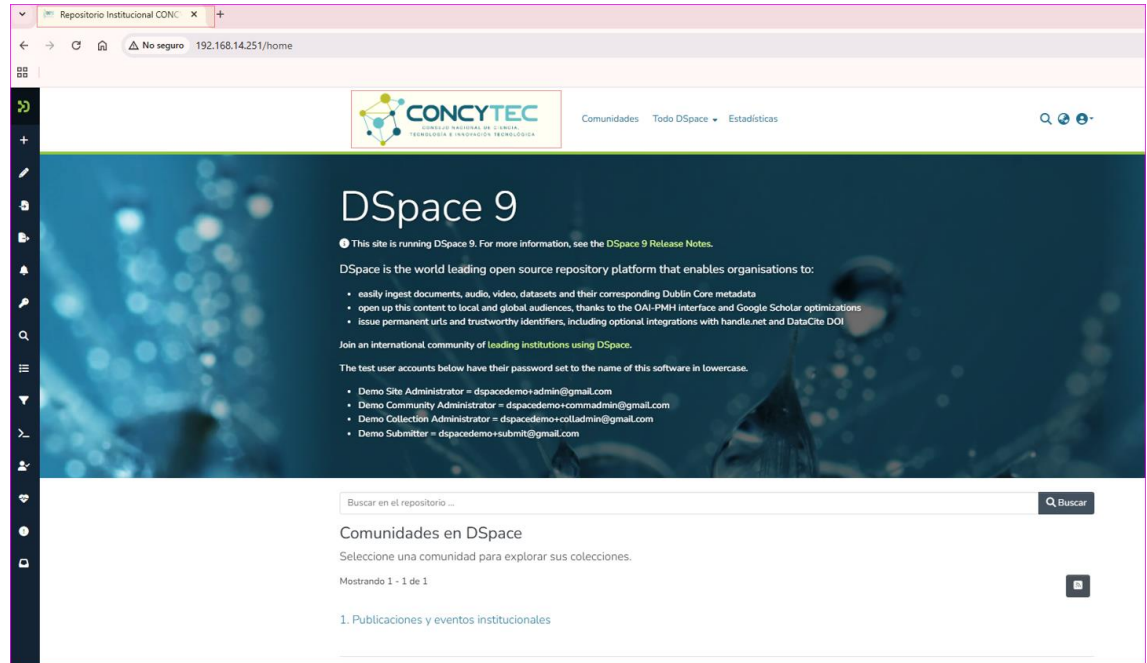 Repositorio Institucional CONC
No seguro 192.168.14.251/home
CONCYTEC
CONSEJO NACIONAL DE CIENCIA,
TECNOLOGÍA E INNOVACIÓN TECNOLÓGICA
Comunidades Todo DSpace Estadísticas
DSpace 9
This site is running DSpace 9. For more information, see the DSpace 9 Release Notes.
DSpace is the world leading open source repository platform that enables organisations to:
• easily ingest documents, audio, video, datasets and their corresponding Dublin Core metadata
• open up this content to local and global audiences, thanks to the OAI-PMH interface and Google Scholar optimizations
• issue permanent urls and trustworthy identifiers, including optional integrations with handle.net and DataCite DOI
Join an international community of leading institutions using DSpace.
The test user accounts below have their password set to the name of this software in lowercase.
• Demo Site Administrator = dspacedemo+admin@gmail.com
• Demo Community Administrator = dspacedemo+commadmin@gmail.com
• Demo Collection Administrator = dspacedemo+colladmin@gmail.com
• Demo Submitter = dspacedemo+submit@gmail.com
Buscar en el repositorio ... Buscar
Comunidades en DSpace
Seleccione una comunidad para explorar sus colecciones.
Mostrando 1 - 1 de 1
1. Publicaciones y eventos institucionales